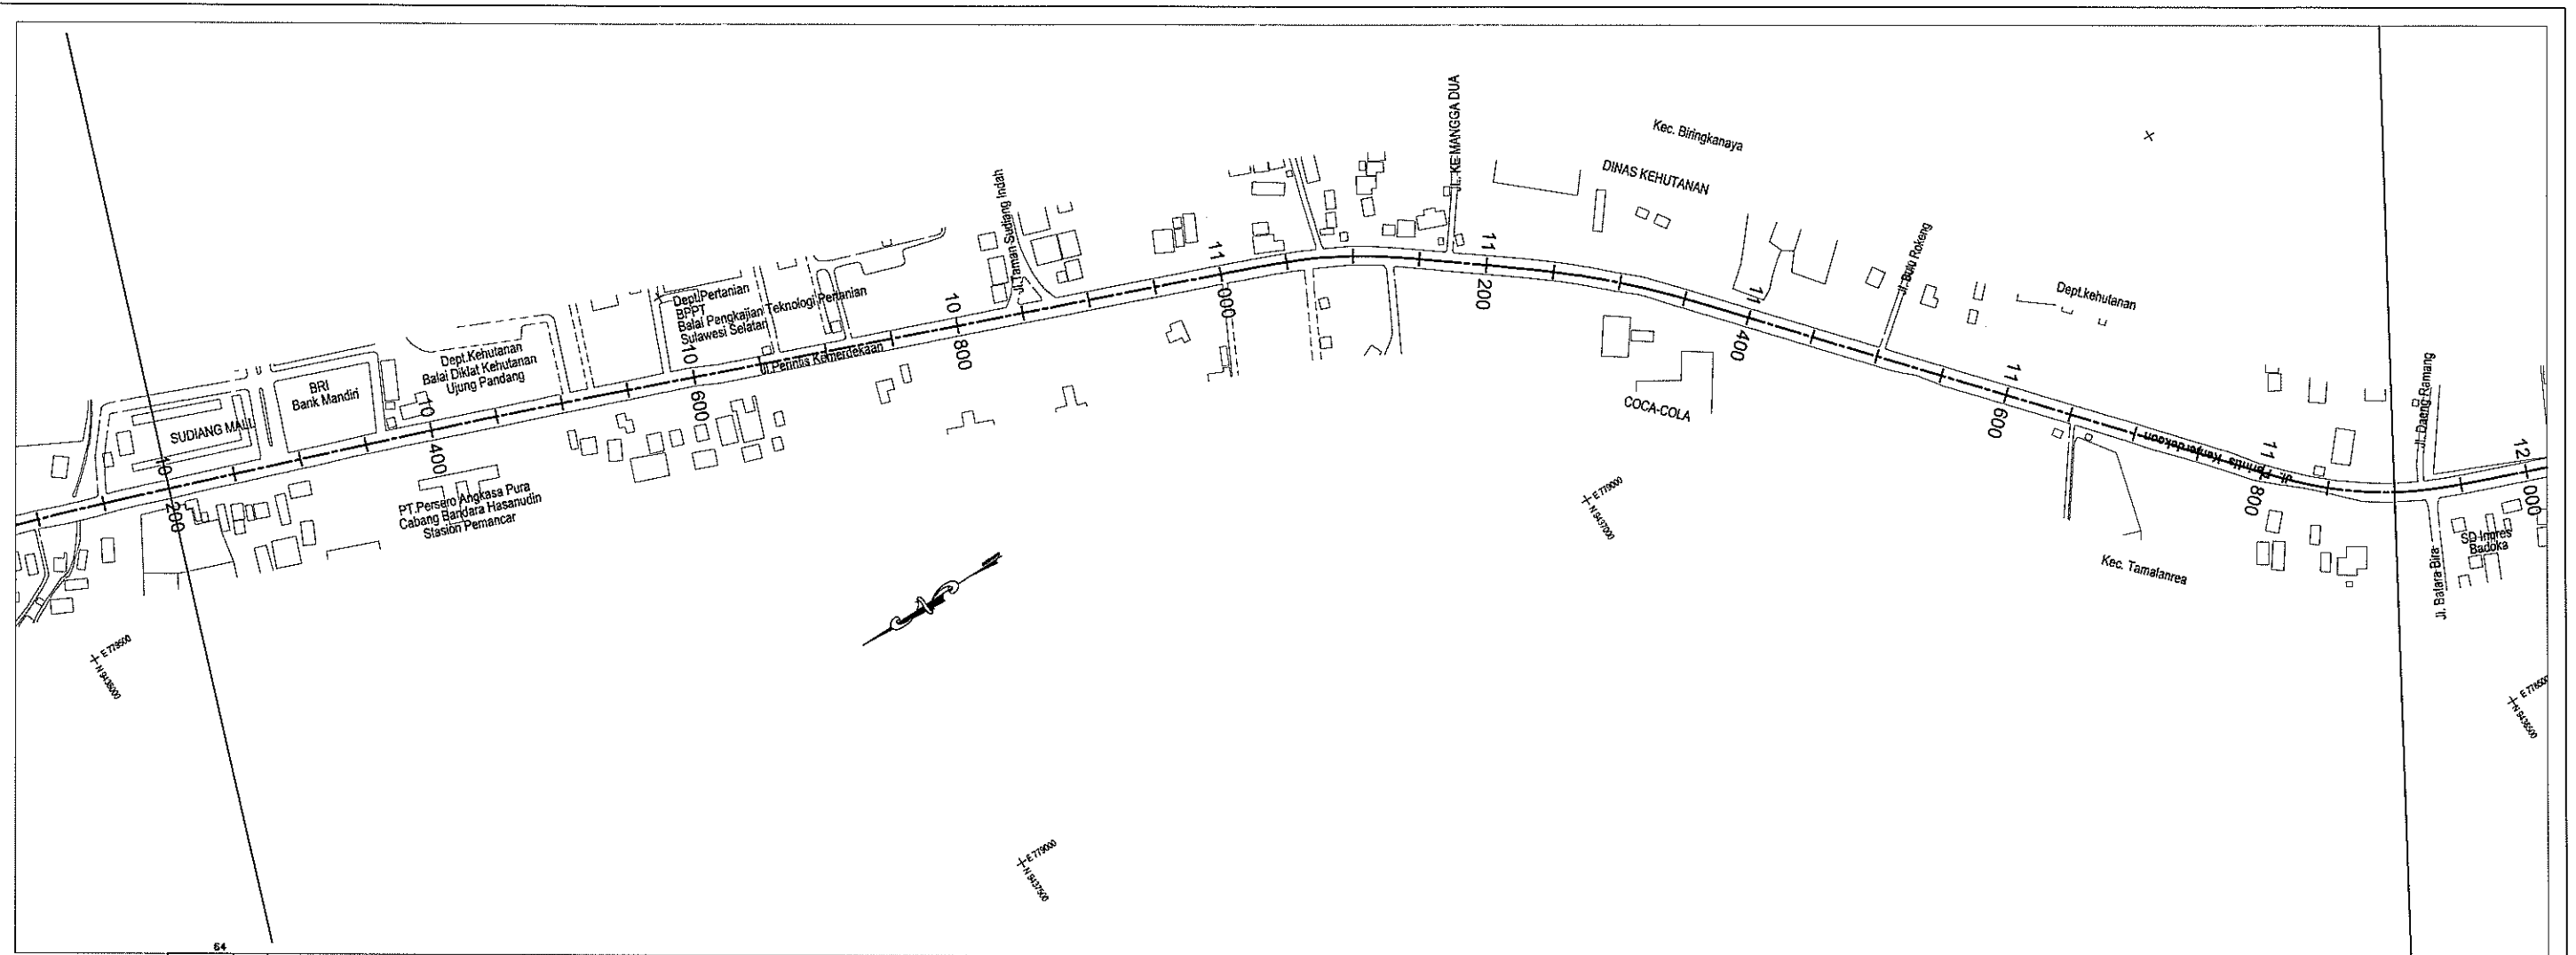 Kec. Biringkanaya
JL. KE MANGGA DUA
DINAS KEHUTANAN
Jl.Taman Sudiang Indah
Dept.Pertanian
BPPT
Balai Pengkajian Teknologi Pertanian
Sulawesi Selatan
Dept.kehutanan
Dept.Kehutanan
Balai Diklat Kehutanan
Ujung Pandang
BRI
Bank Mandiri
SUDIANG MALL
Jl.Perintis Kemerdekaan
COCA-COLA
Jl. Daeng Ramang
10
200
10
400
10
600
10
800
11
000
11
200
11
400
11
600
11
800
12
000
PT.Persero Angkasa Pura
Cabang Bandara Hasanudin
Stasion Pemancar
Jl. Perintis Kemerdekaan
Kec. Tamalanrea
Jl. Batara Bira
SD Inpres
Badoka
E 779000
N 9437000
E 779000
N 9437500
64